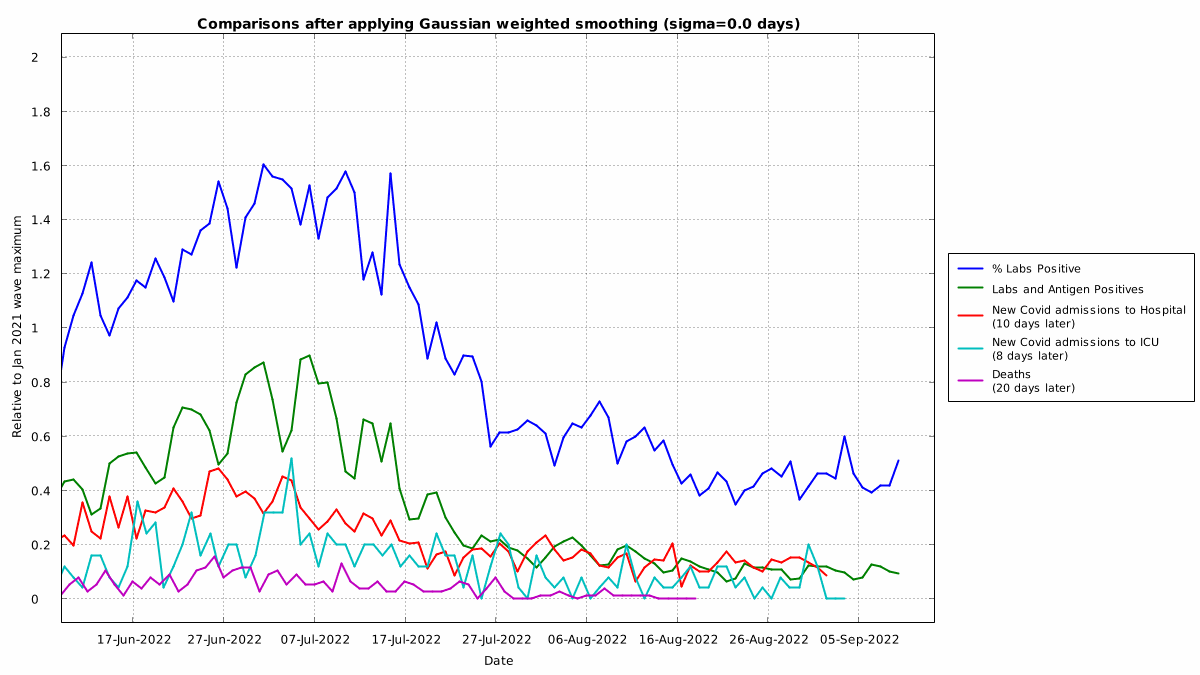 Comparisons after applying Gaussian weighted smoothing (sigma=0.0 days)
Relative to Jan 2021 wave maximum
2
1.8
1.6
1.4
1.2
1
0.8
0.6
0.4
0.2
0
17-Jun-2022
27-Jun-2022
07-Jul-2022
17-Jul-2022
27-Jul-2022
06-Aug-2022
16-Aug-2022
26-Aug-2022
05-Sep-2022
Date
% Labs Positive
Labs and Antigen Positives
New Covid admissions to Hospital
(10 days later)
New Covid admissions to ICU
(8 days later)
Deaths
(20 days later)